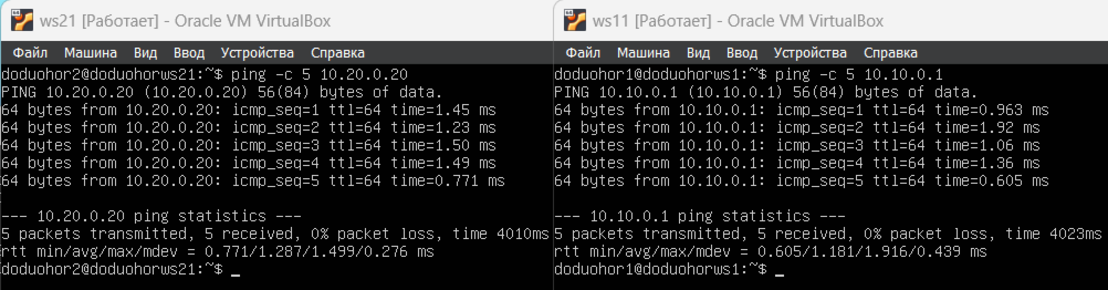 ws21 [Работает] - Oracle VM VirtualBox
Файл Машина Вид Ввод Устройства Справка
doduohor2@doduohorws21:~$ ping -c 5 10.20.0.20
PING 10.20.0.20 (10.20.0.20) 56(84) bytes of data.
64 bytes from 10.20.0.20: icmp_seq=1 ttl=64 time=1.45 ms
64 bytes from 10.20.0.20: icmp_seq=2 ttl=64 time=1.23 ms
64 bytes from 10.20.0.20: icmp_seq=3 ttl=64 time=1.50 ms
64 bytes from 10.20.0.20: icmp_seq=4 ttl=64 time=1.49 ms
64 bytes from 10.20.0.20: icmp_seq=5 ttl=64 time=0.771 ms
--- 10.20.0.20 ping statistics ---
5 packets transmitted, 5 received, 0% packet loss, time 4010ms
rtt min/avg/max/mdev = 0.771/1.287/1.499/0.276 ms
doduohor2@doduohorws21:~$ _
ws11 [Работает] - Oracle VM VirtualBox
Файл Машина Вид Ввод Устройства Справка
doduohor1@doduohorws1:~$ ping -c 5 10.10.0.1
PING 10.10.0.1 (10.10.0.1) 56(84) bytes of data.
64 bytes from 10.10.0.1: icmp_seq=1 ttl=64 time=0.963 ms
64 bytes from 10.10.0.1: icmp_seq=2 ttl=64 time=1.92 ms
64 bytes from 10.10.0.1: icmp_seq=3 ttl=64 time=1.06 ms
64 bytes from 10.10.0.1: icmp_seq=4 ttl=64 time=1.36 ms
64 bytes from 10.10.0.1: icmp_seq=5 ttl=64 time=0.605 ms
--- 10.10.0.1 ping statistics ---
5 packets transmitted, 5 received, 0% packet loss, time 4023ms
rtt min/avg/max/mdev = 0.605/1.181/1.916/0.439 ms
doduohor1@doduohorws1:~$ _